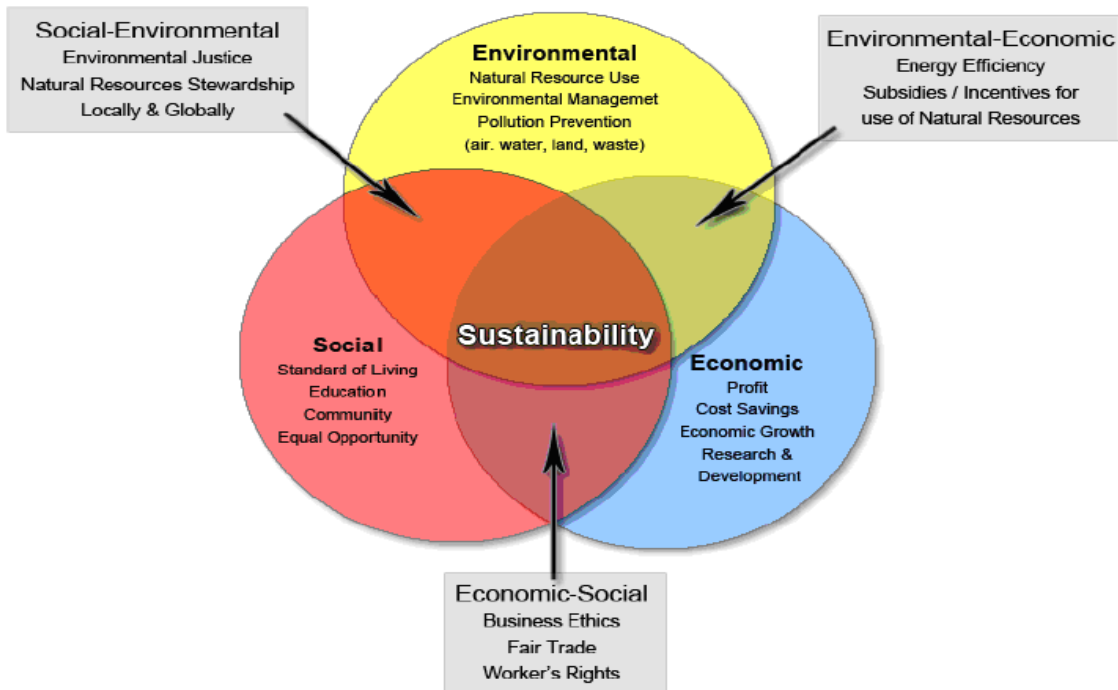 Social-Environmental
Environmental Justice
Natural Resources Stewardship
Locally & Globally
Environmental
Natural Resource Use
Environmental Managemet
Pollution Prevention
(air. water, land, waste)
Environmental-Economic
Energy Efficiency
Subsidies / Incentives for
use of Natural Resources
Sustainability
Social
Standard of Living
Education
Community
Equal Opportunity
Economic
Profit
Cost Savings
Economic Growth
Research &
Development
Economic-Social
Business Ethics
Fair Trade
Worker's Rights